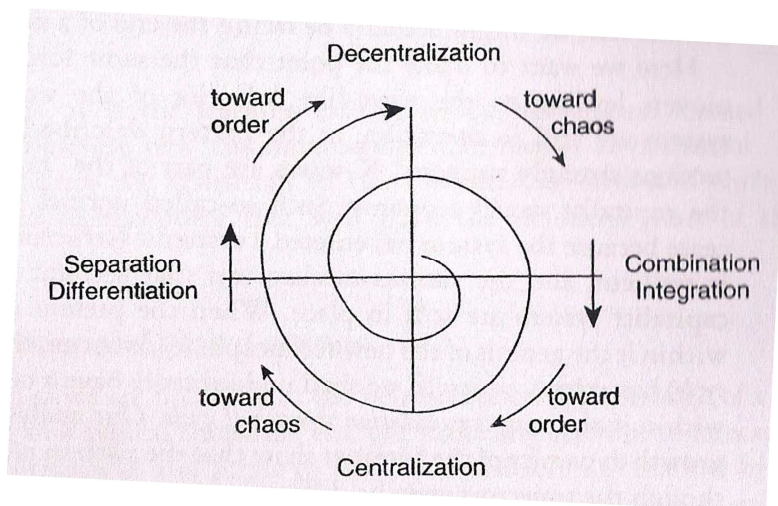 Decentralization
toward
order
toward
chaos
Separation
Differentiation
Combination
Integration
toward
chaos
toward
order
Centralization